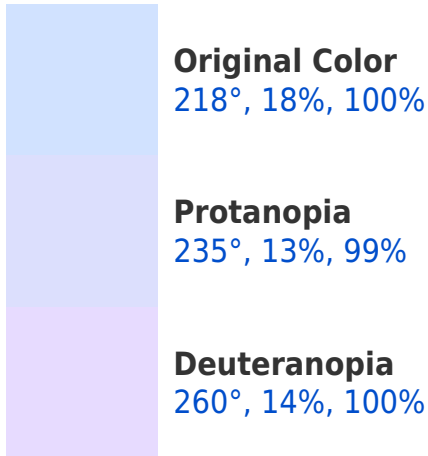 Original Color
218°, 18%, 100%
Protanopia
235°, 13%, 99%
Deuteranopia
260°, 14%, 100%